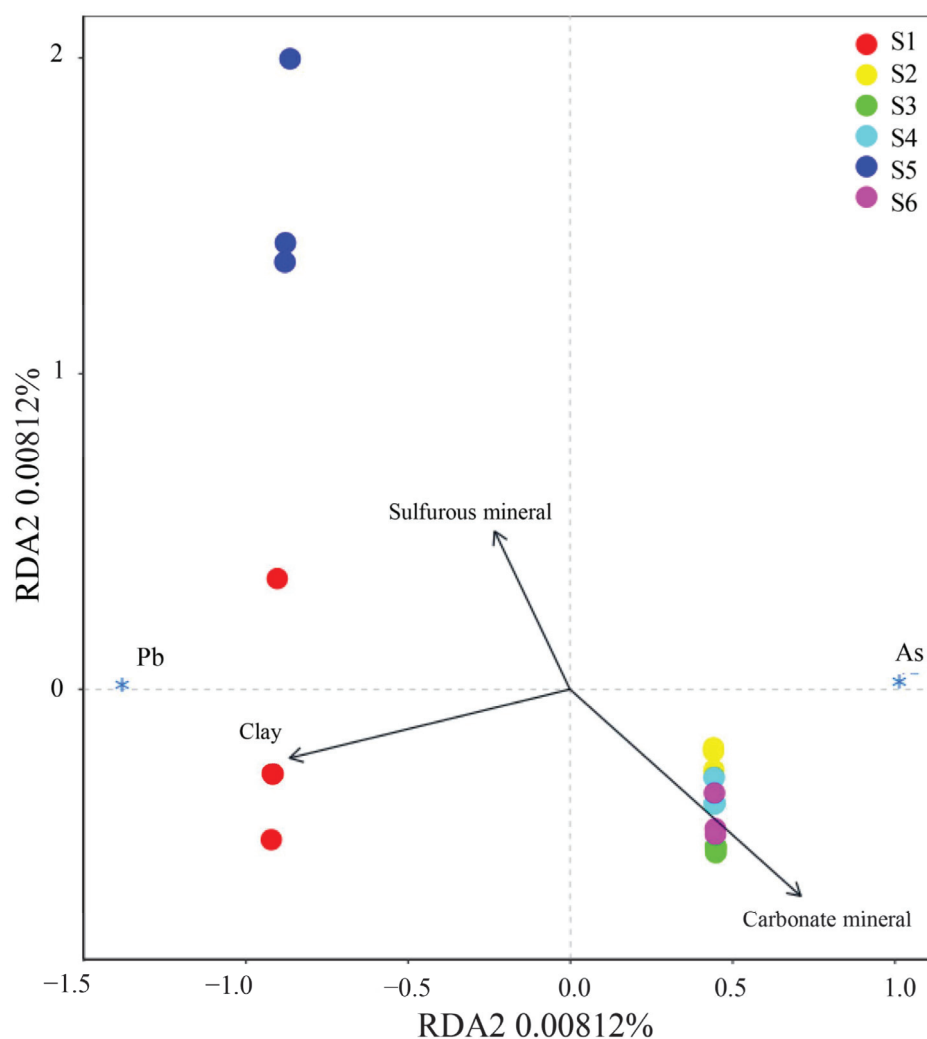 S1
S2
S3
S4
S5
S6
2
1
0
RDA2 0.00812%
Sulfurous mineral
Pb
As
Clay
Carbonate mineral
−1.5
−1.0
−0.5
0.0
0.5
1.0
RDA2 0.00812%